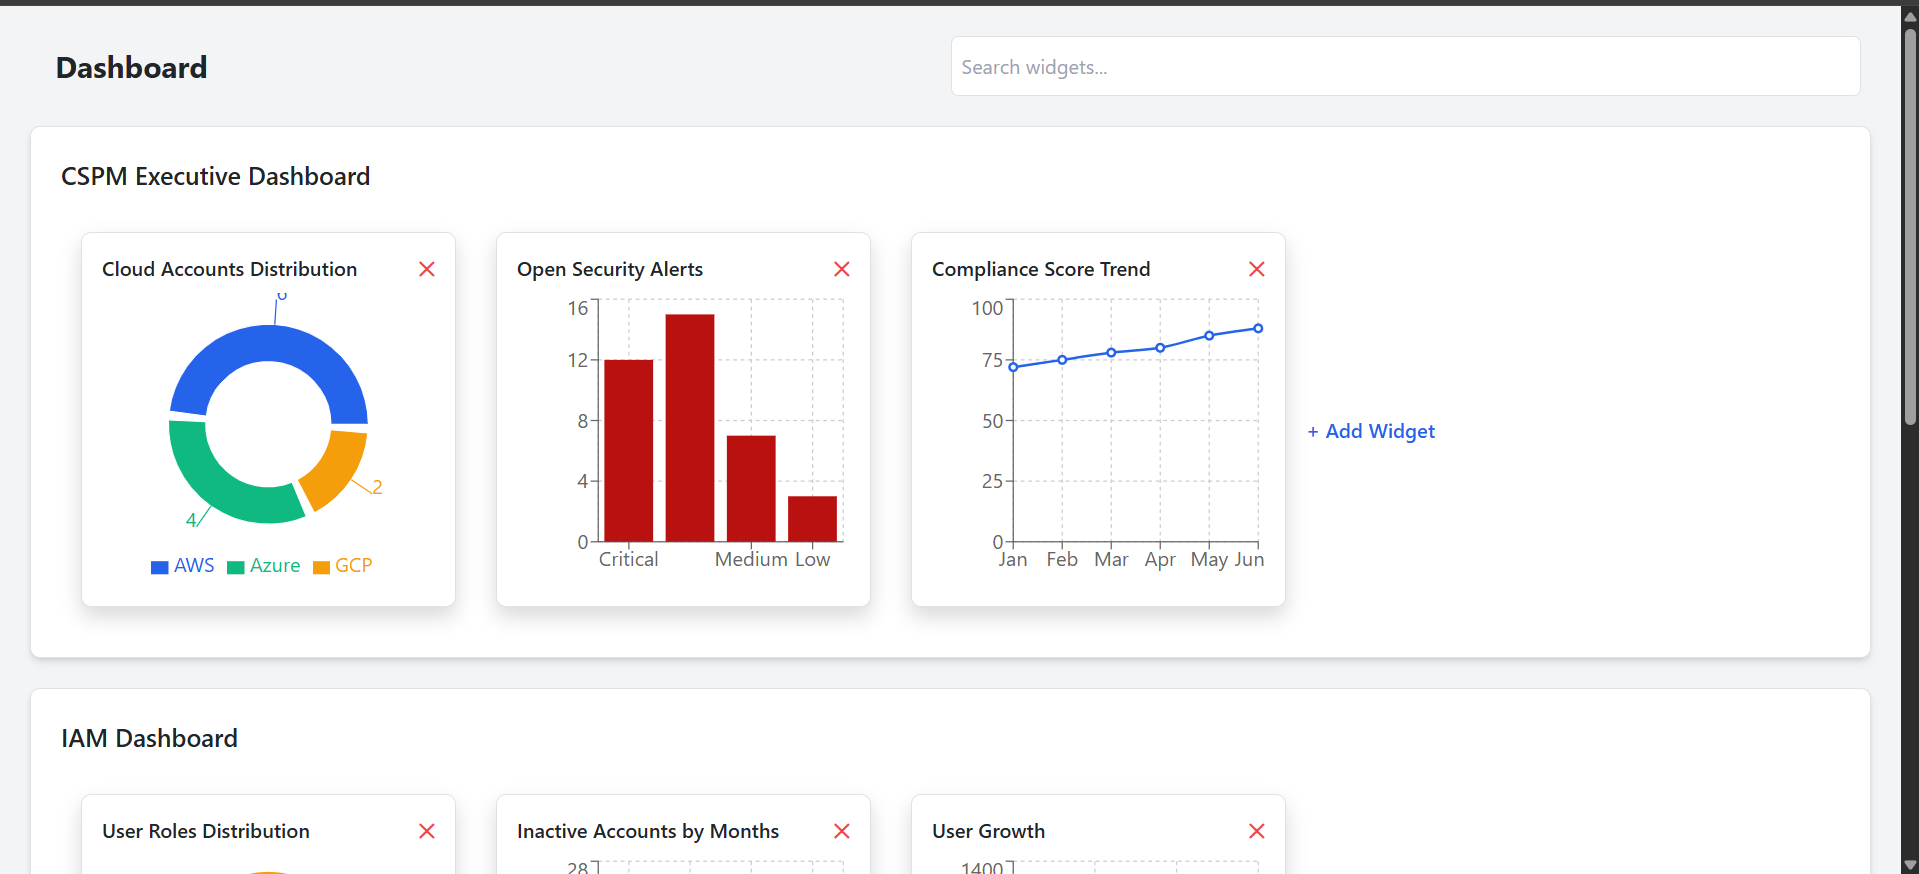 Dashboard
Search widgets...
CSPM Executive Dashboard
Cloud Accounts Distribution
6
2
4
AWS Azure GCP
Open Security Alerts
16
12
8
4
0
Critical Medium Low
Compliance Score Trend
100
75
50
25
0
Jan Feb Mar Apr May Jun
+ Add Widget
IAM Dashboard
User Roles Distribution
Inactive Accounts by Months
28
User Growth
1400